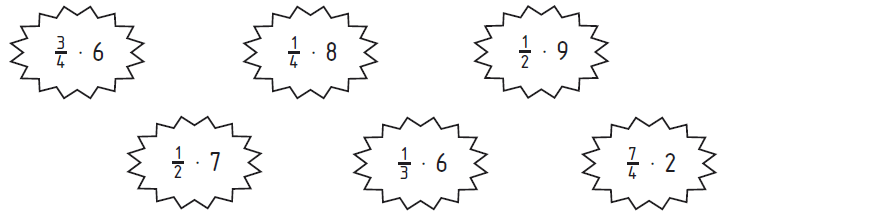 3/4 · 6
1/4 · 8
1/2 · 9
1/2 · 7
1/3 · 6
7/4 · 2